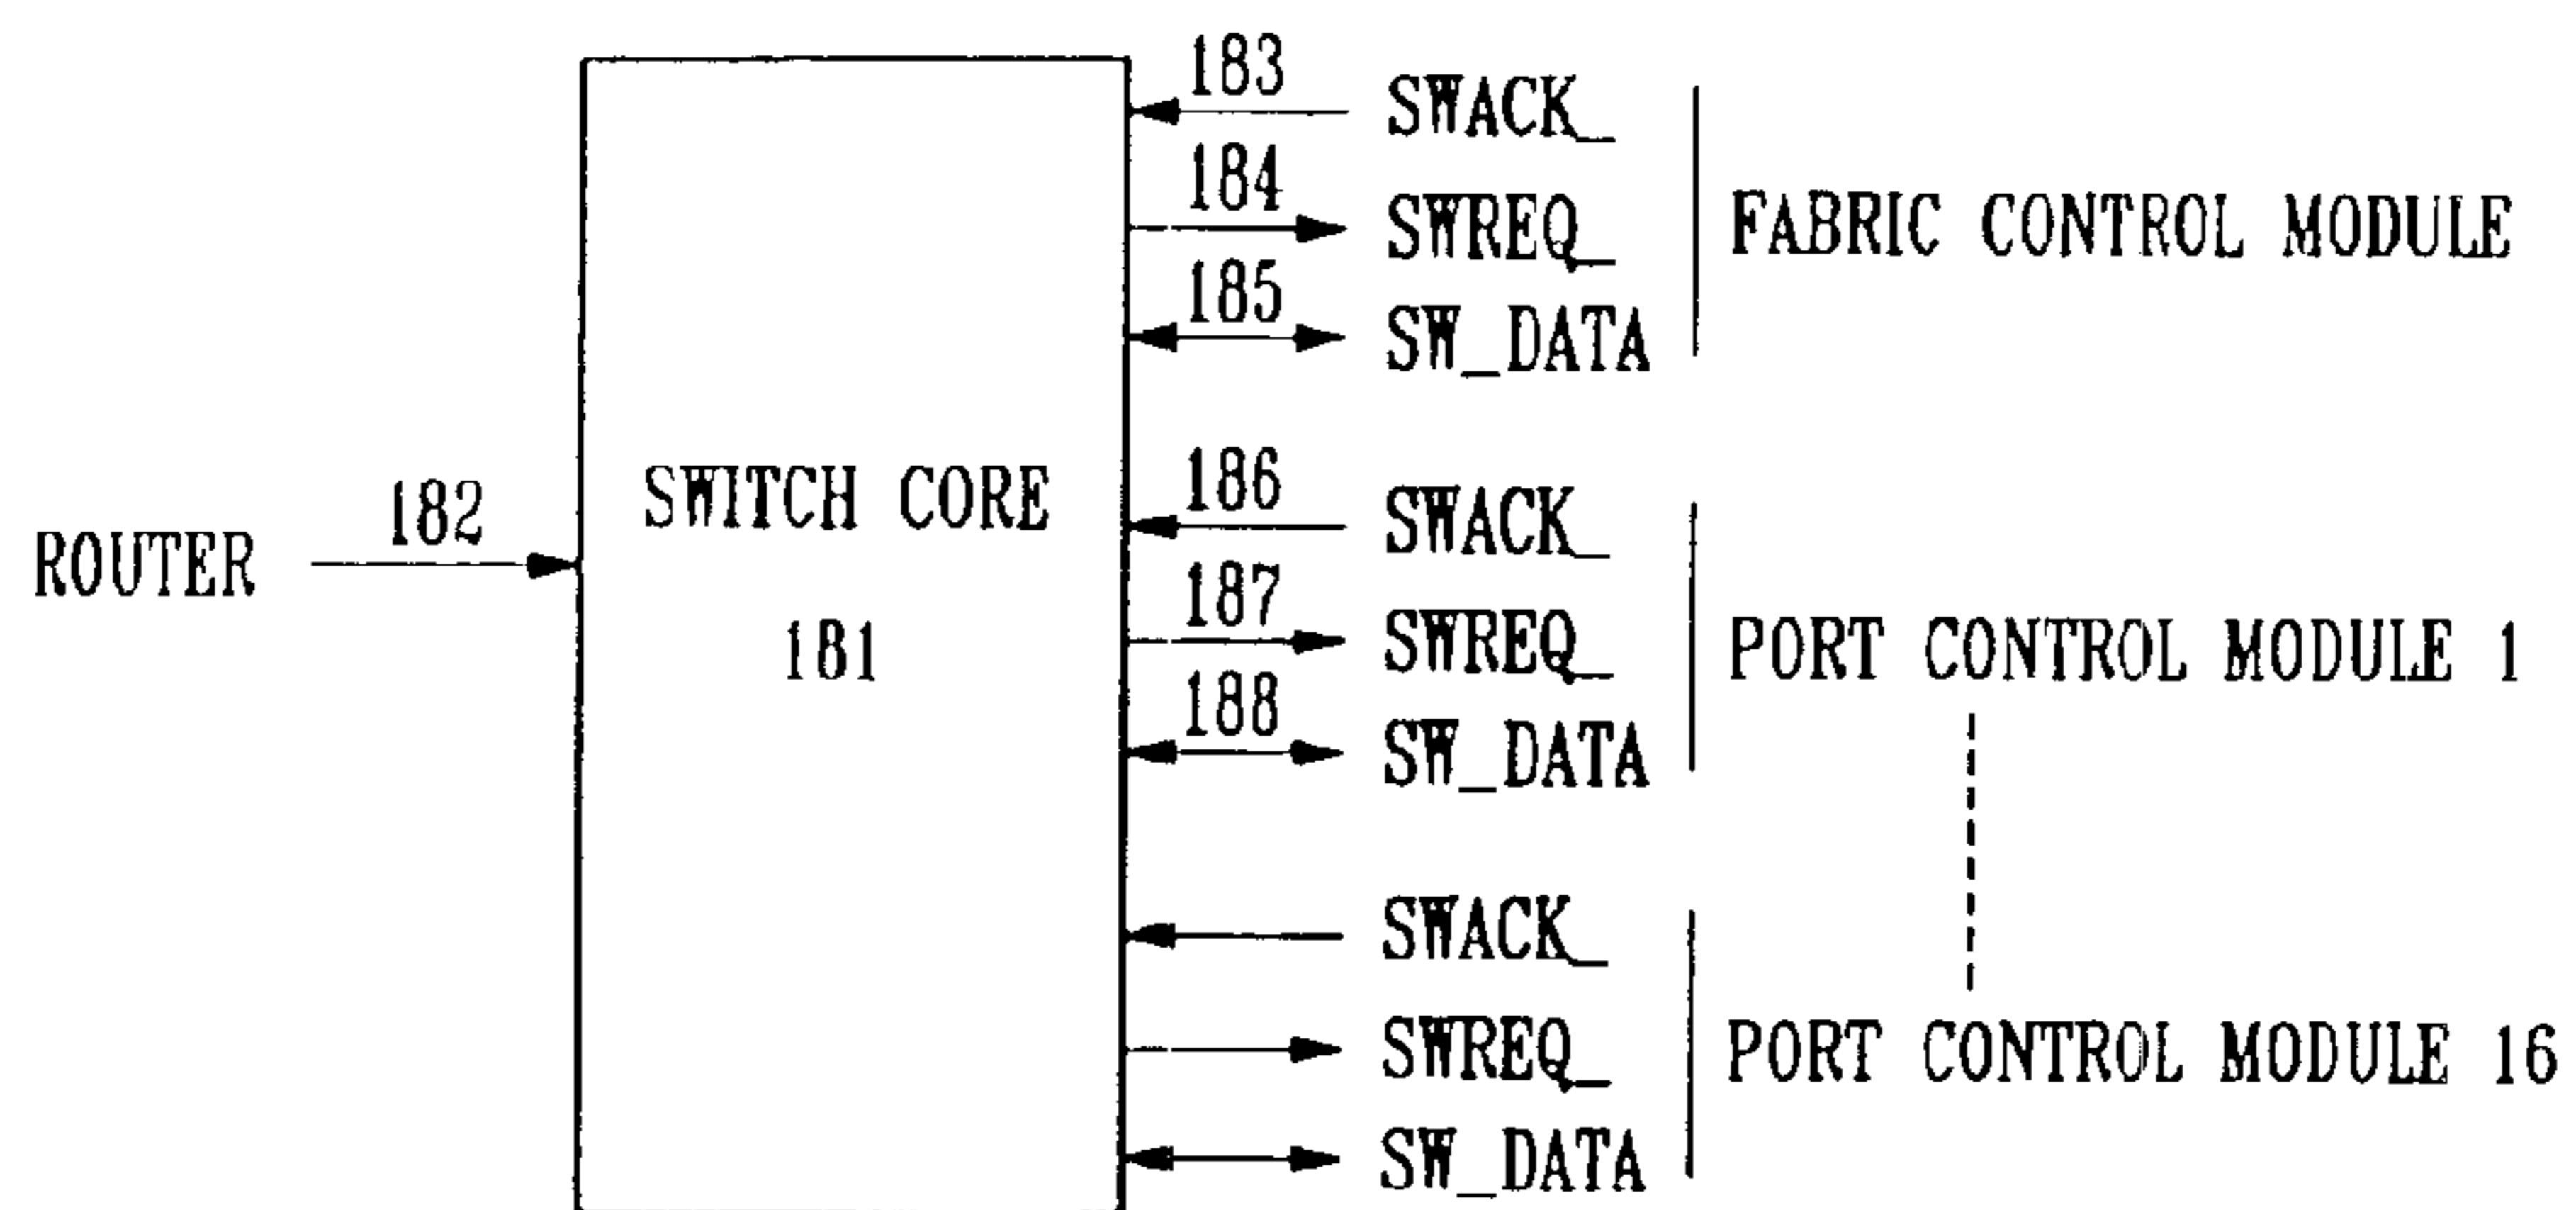 183
SWACK_
184
SWREQ_
FABRIC CONTROL MODULE
185
SW_DATA
ROUTER
182
SWITCH CORE
181
186
SWACK_
187
SWREQ_
PORT CONTROL MODULE 1
188
SW_DATA
SWACK_
SWREQ_
PORT CONTROL MODULE 16
SW_DATA